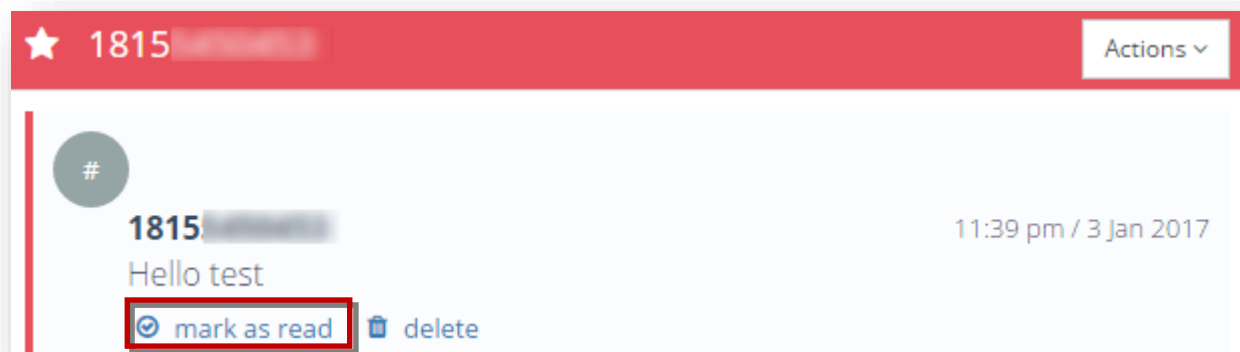 1815
Actions
#
1815
11:39 pm / 3 Jan 2017
Hello test
mark as read delete